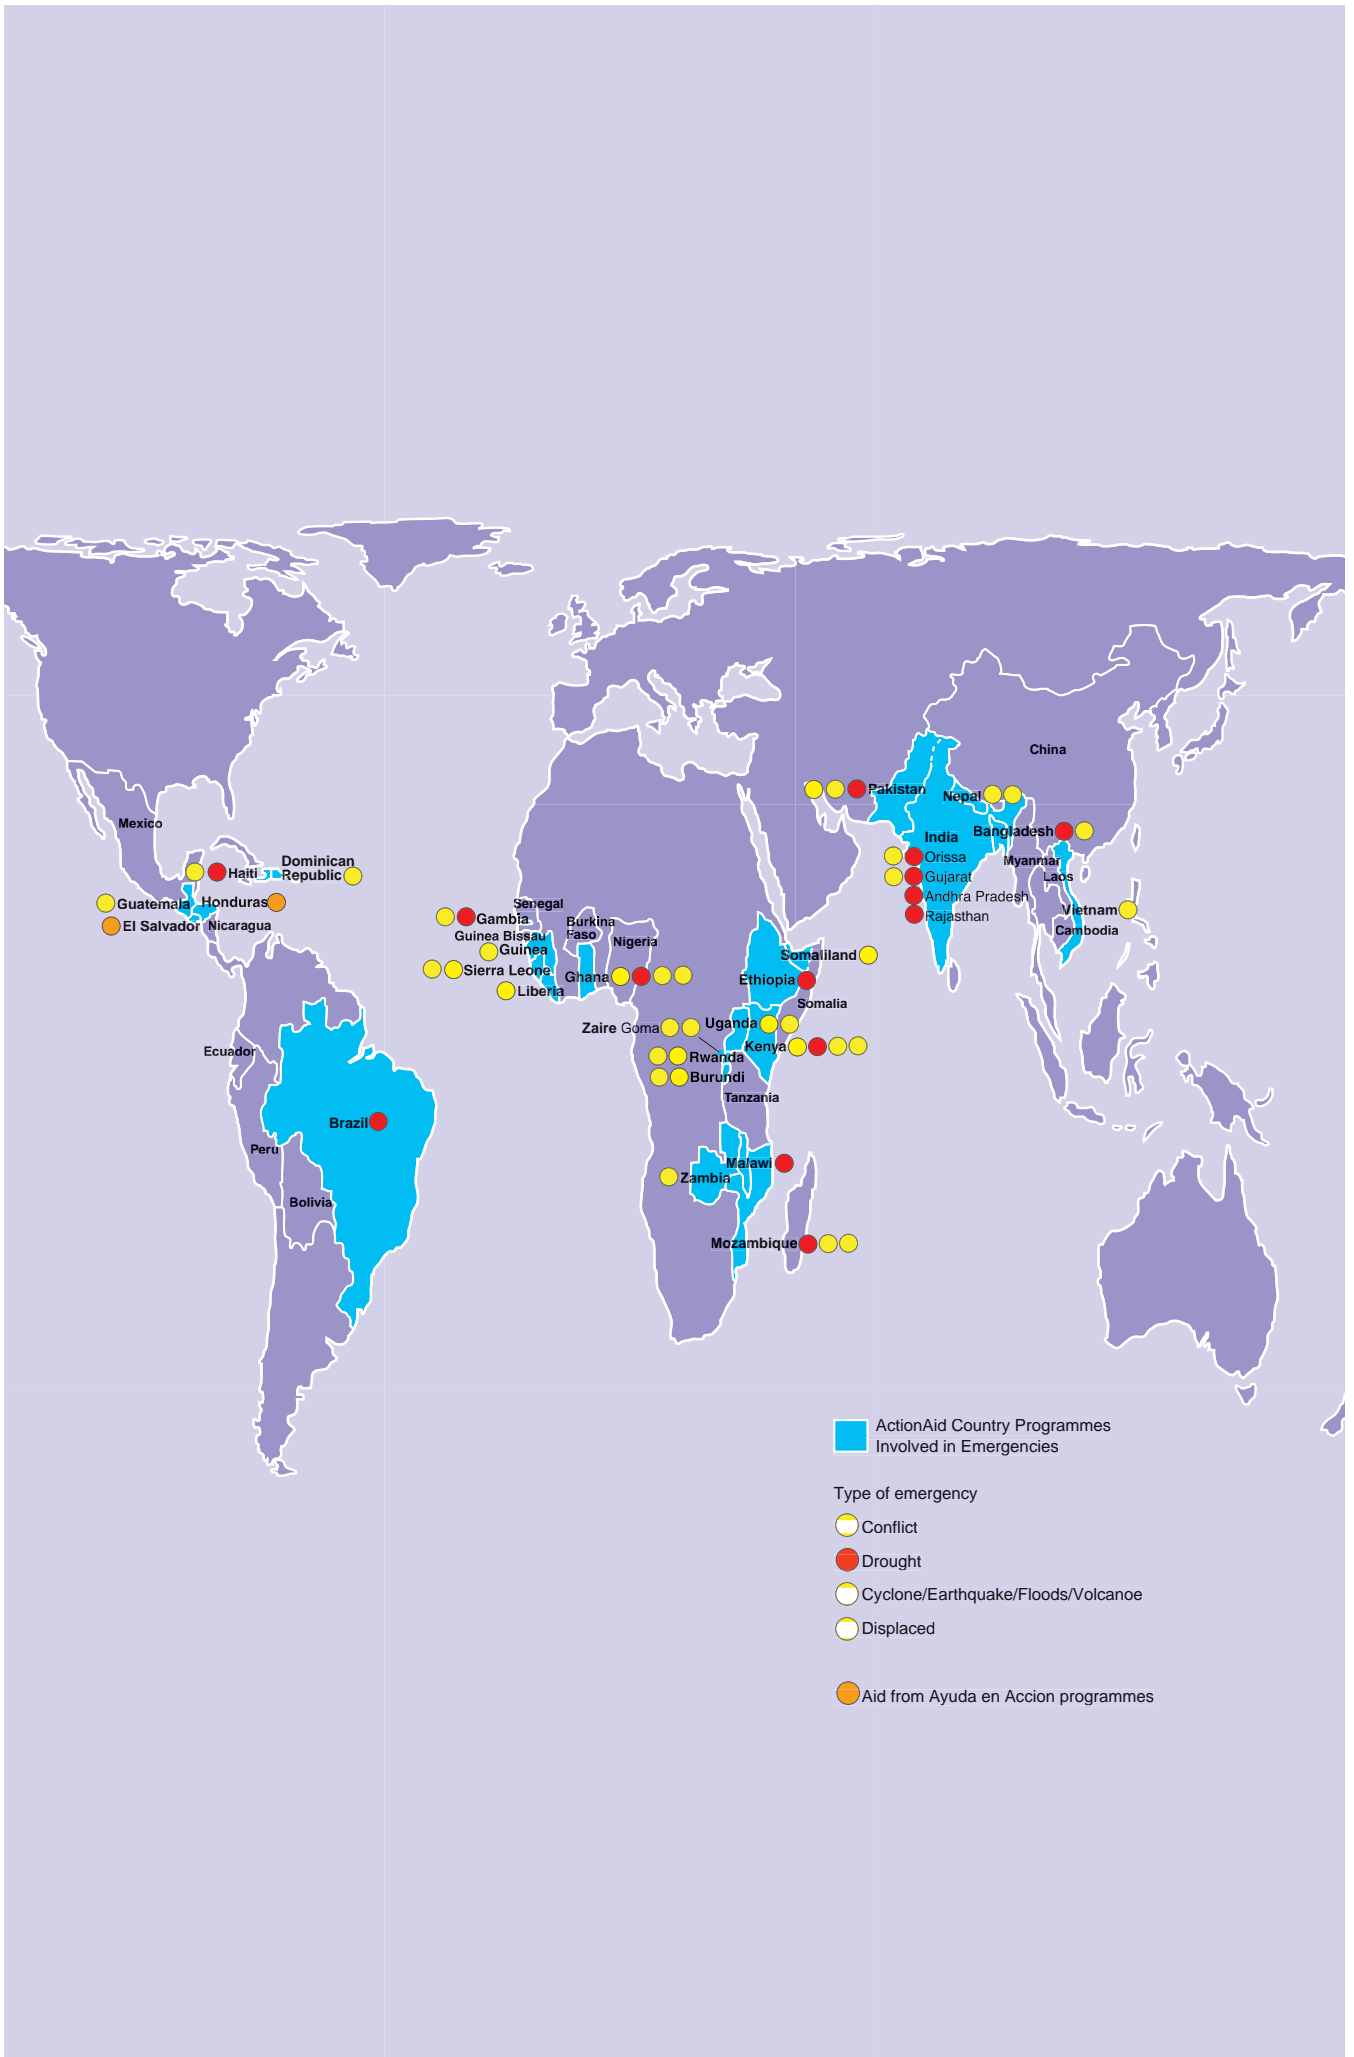 China
Pakistan
Nepal
Mexico
India
Bangladesh
Dominican
Republic
Haiti
Orissa
Myanmar
Gujarat
Laos
Andhra Pradesh
Rajasthan
Guatemala
Honduras
El Salvador
Nicaragua
Senegal
Gambia
Burkina
Faso
Guinea Bissau
Nigeria
Guinea
Vietnam
Cambodia
Somaliland
Sierra Leone
Ghana
Ethiopia
Liberia
Somalia
Zaire Goma
Uganda
Kenya
Ecuador
Rwanda
Burundi
Tanzania
Brazil
Peru
Malawi
Zambia
Bolivia
Mozambique
ActionAid Country Programmes
Involved in Emergencies
Type of emergency
Conflict
Drought
Cyclone/Earthquake/Floods/Volcanoe
Displaced
Aid from Ayuda en Accion programmes